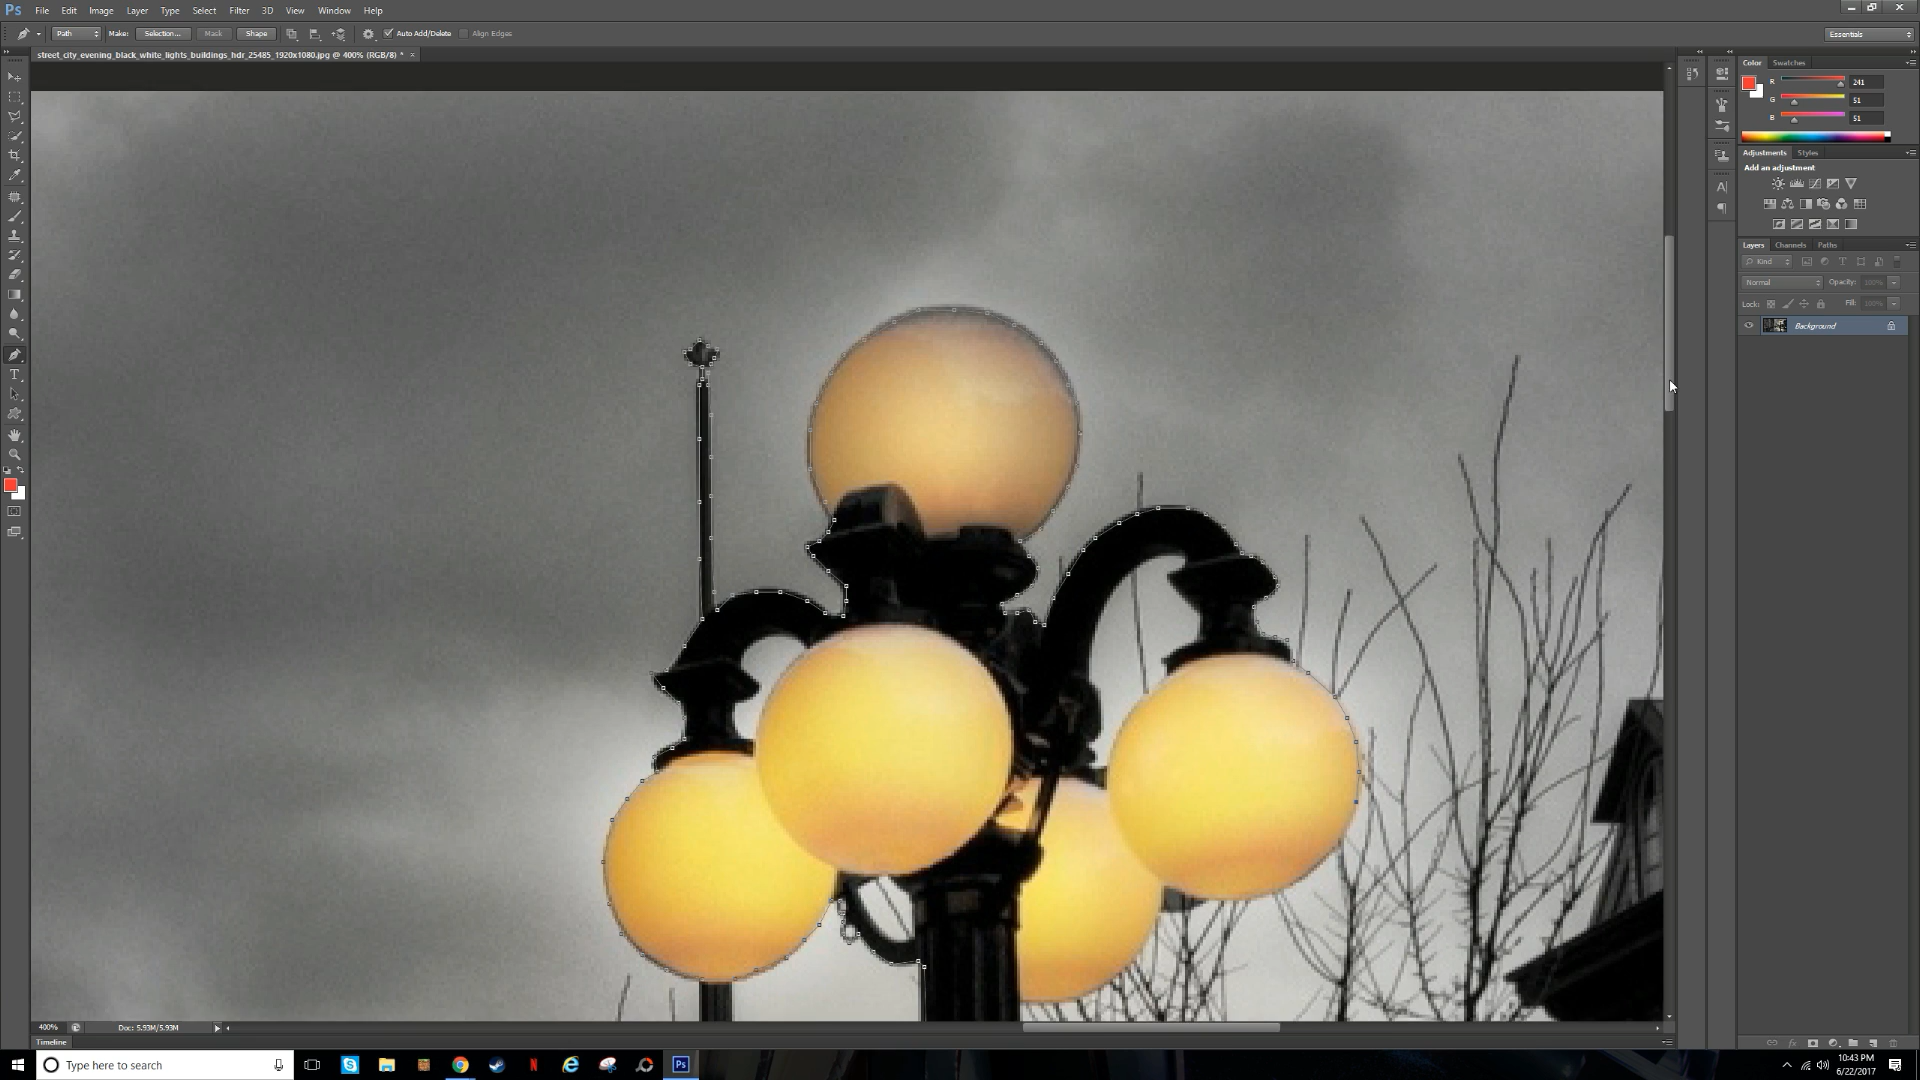 Ps File Edit Image Layer Type Select Filter 3D View Window Help
Path Make: Selection... Mask Shape Auto Add/Delete Align Edges Essentials
street_city_evening_black_white_lights_buildings_hdr_25485_1920x1080.jpg @ 400% (RGB/8) * ×
Color Swatches
R 241
G 51
B 51
Adjustments Styles
Add an adjustment
Layers Channels Paths
Kind
Normal Opacity: 100%
Lock: Fill: 100%
Background
400% Doc: 5.93M/5.93M
Timeline
Type here to search
Ps
10:43 PM
6/22/2017